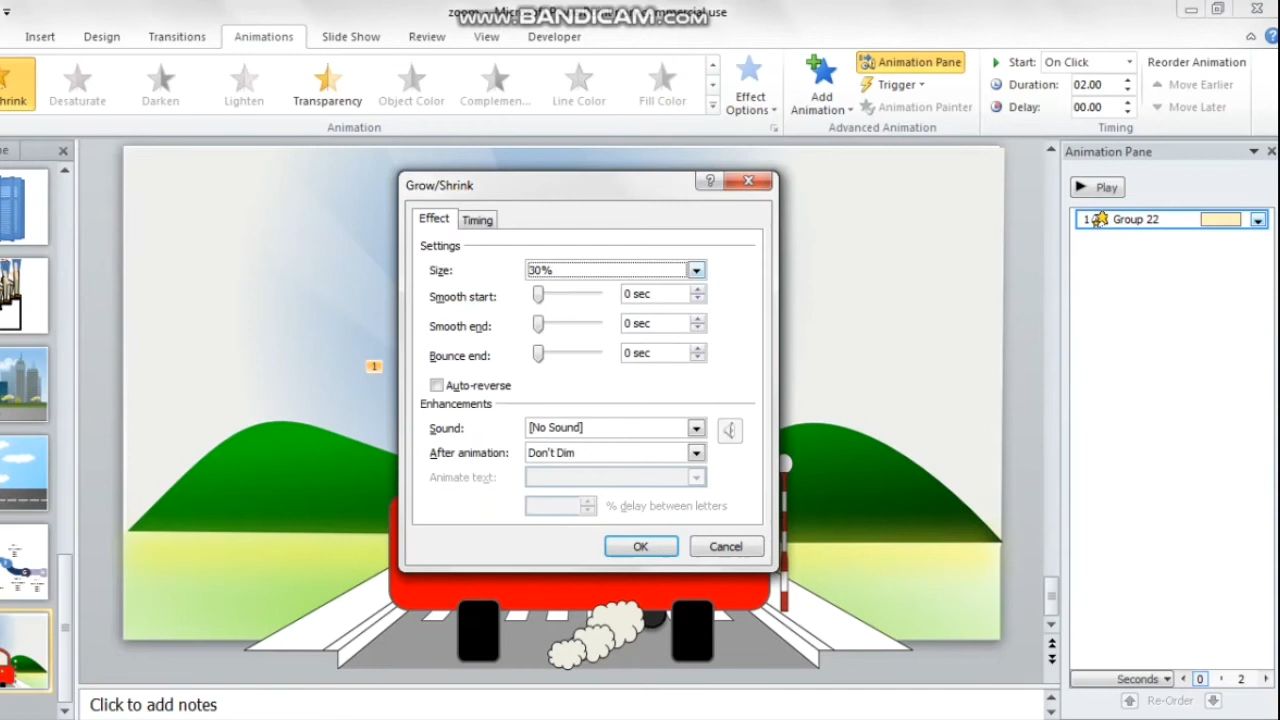 zoom - Microsoft
commercial use
www.BANDICAM.com
Insert Design Transitions Animations Slide Show Review View Developer
Desaturate Darken Lighten Transparency Object Color Complemen... Line Color Fill Color
Effect Options
Add Animation
Animation Pane
Trigger
Animation Painter
Start: On Click
Duration: 02.00
Delay: 00.00
Reorder Animation
Move Earlier
Move Later
Animation
Advanced Animation
Timing
Animation Pane
Play
1 Group 22
1
Grow/Shrink
Effect Timing
Settings
Size: 30%
Smooth start: 0 sec
Smooth end: 0 sec
Bounce end: 0 sec
Auto-reverse
Enhancements
Sound: [No Sound]
After animation: Don't Dim
Animate text:
% delay between letters
OK Cancel
Seconds 0 2
Re-Order
Click to add notes